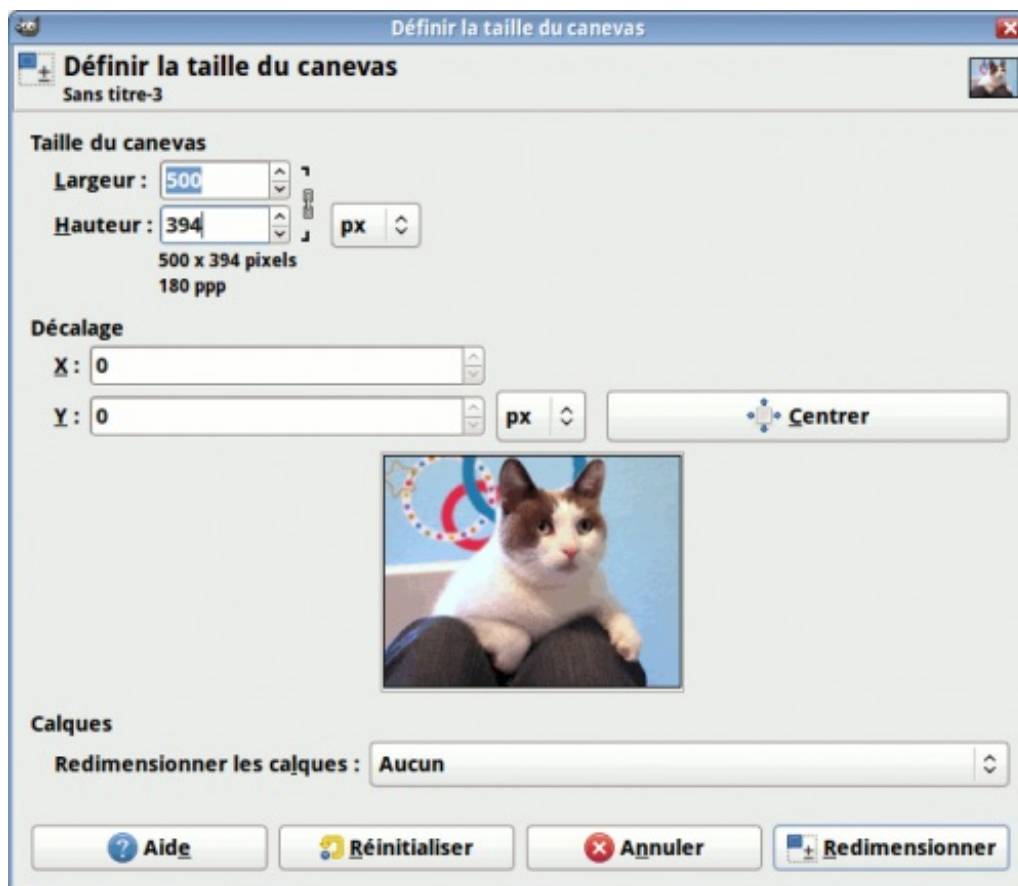 Définir la taille du canevas
Définir la taille du canevas
Sans titre-3
Taille du canevas
Largeur : 500
Hauteur : 394 px
500 x 394 pixels
180 ppp
Décalage
X : 0
Y : 0 px Centrer
Calques
Redimensionner les calques : Aucun
Aide Réinitialiser Annuler Redimensionner